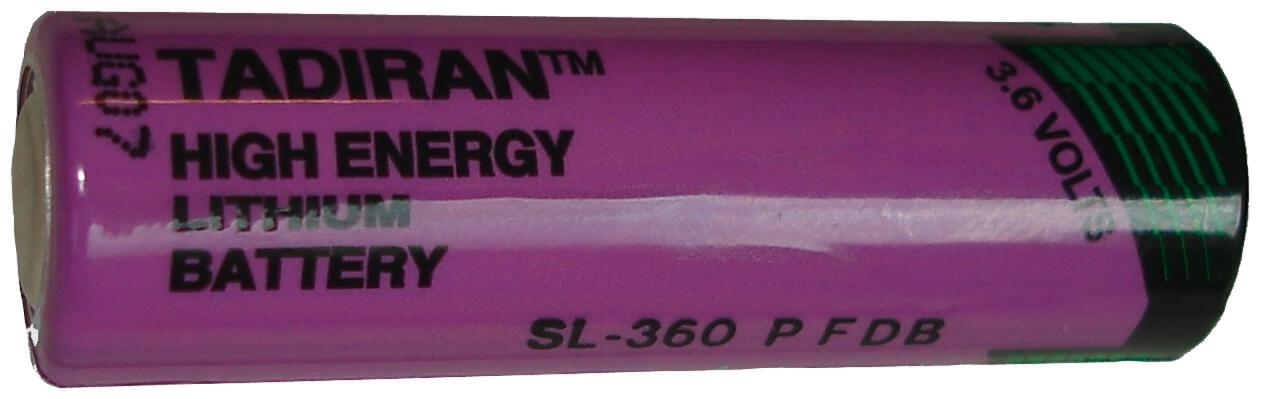 AUG07
TADIRAN™
HIGH ENERGY
LITHIUM
BATTERY
3.6 VOLTS
SL-360 P F D B